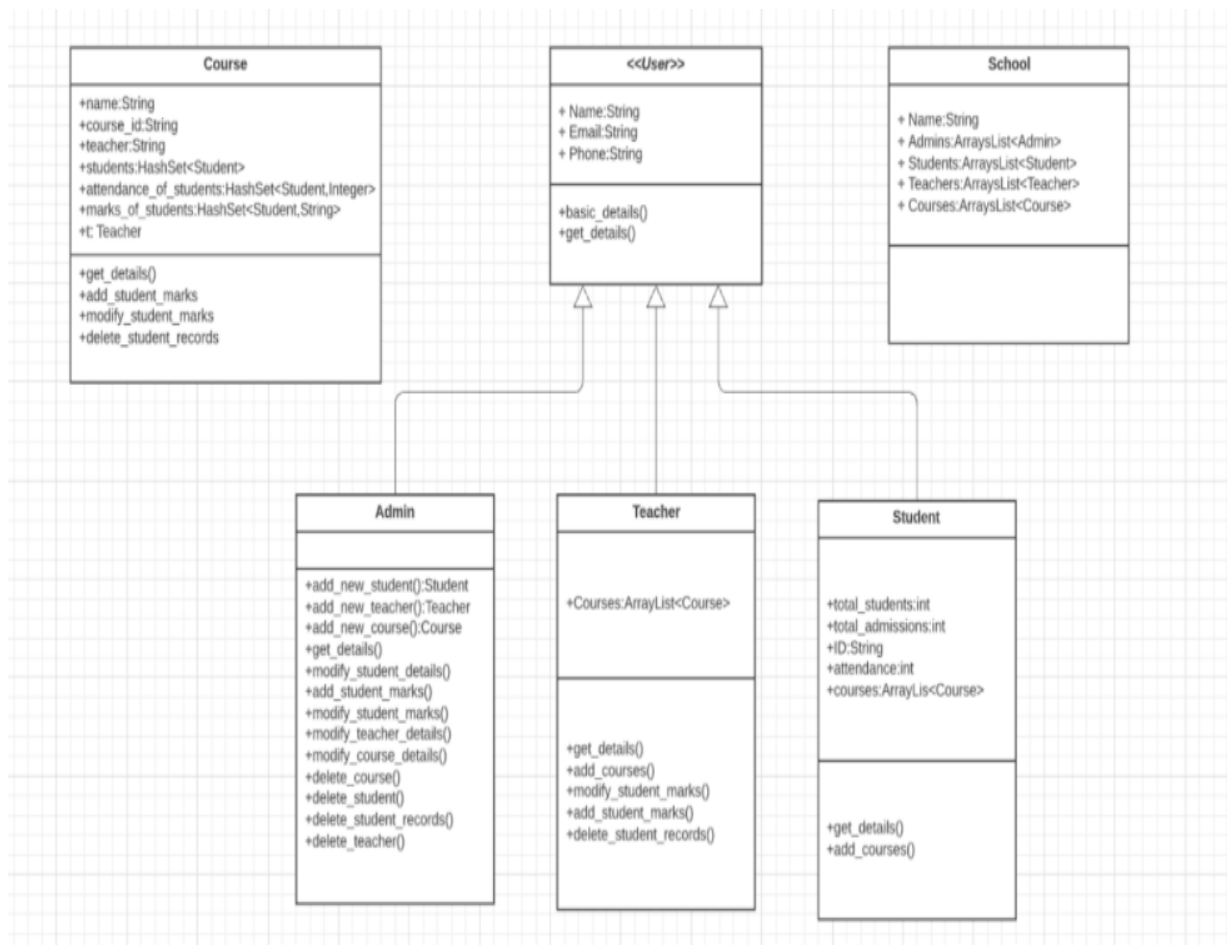 Course
+name:String
+course_id:String
+teacher:String
+students:HashSet<Student>
+attendance_of_students:HashSet<Student,Integer>
+marks_of_students:HashSet<Student,String>
+t: Teacher
+get_details()
+add_student_marks
+modify_student_marks
+delete_student_records
<<User>>
+ Name:String
+ Email:String
+ Phone:String
+basic_details()
+get_details()
School
+ Name:String
+ Admins:ArraysList<Admin>
+ Students:ArraysList<Student>
+ Teachers:ArraysList<Teacher>
+ Courses:ArraysList<Course>
Admin
+add_new_student():Student
+add_new_teacher():Teacher
+add_new_course():Course
+get_details()
+modify_student_details()
+add_student_marks()
+modify_student_marks()
+modify_teacher_details()
+modify_course_details()
+delete_course()
+delete_student()
+delete_student_records()
+delete_teacher()
Teacher
+Courses:ArrayList<Course>
+get_details()
+add_courses()
+modify_student_marks()
+add_student_marks()
+delete_student_records()
Student
+total_students:int
+total_admissions:int
+ID:String
+attendance:int
+courses:ArrayLis<Course>
+get_details()
+add_courses()